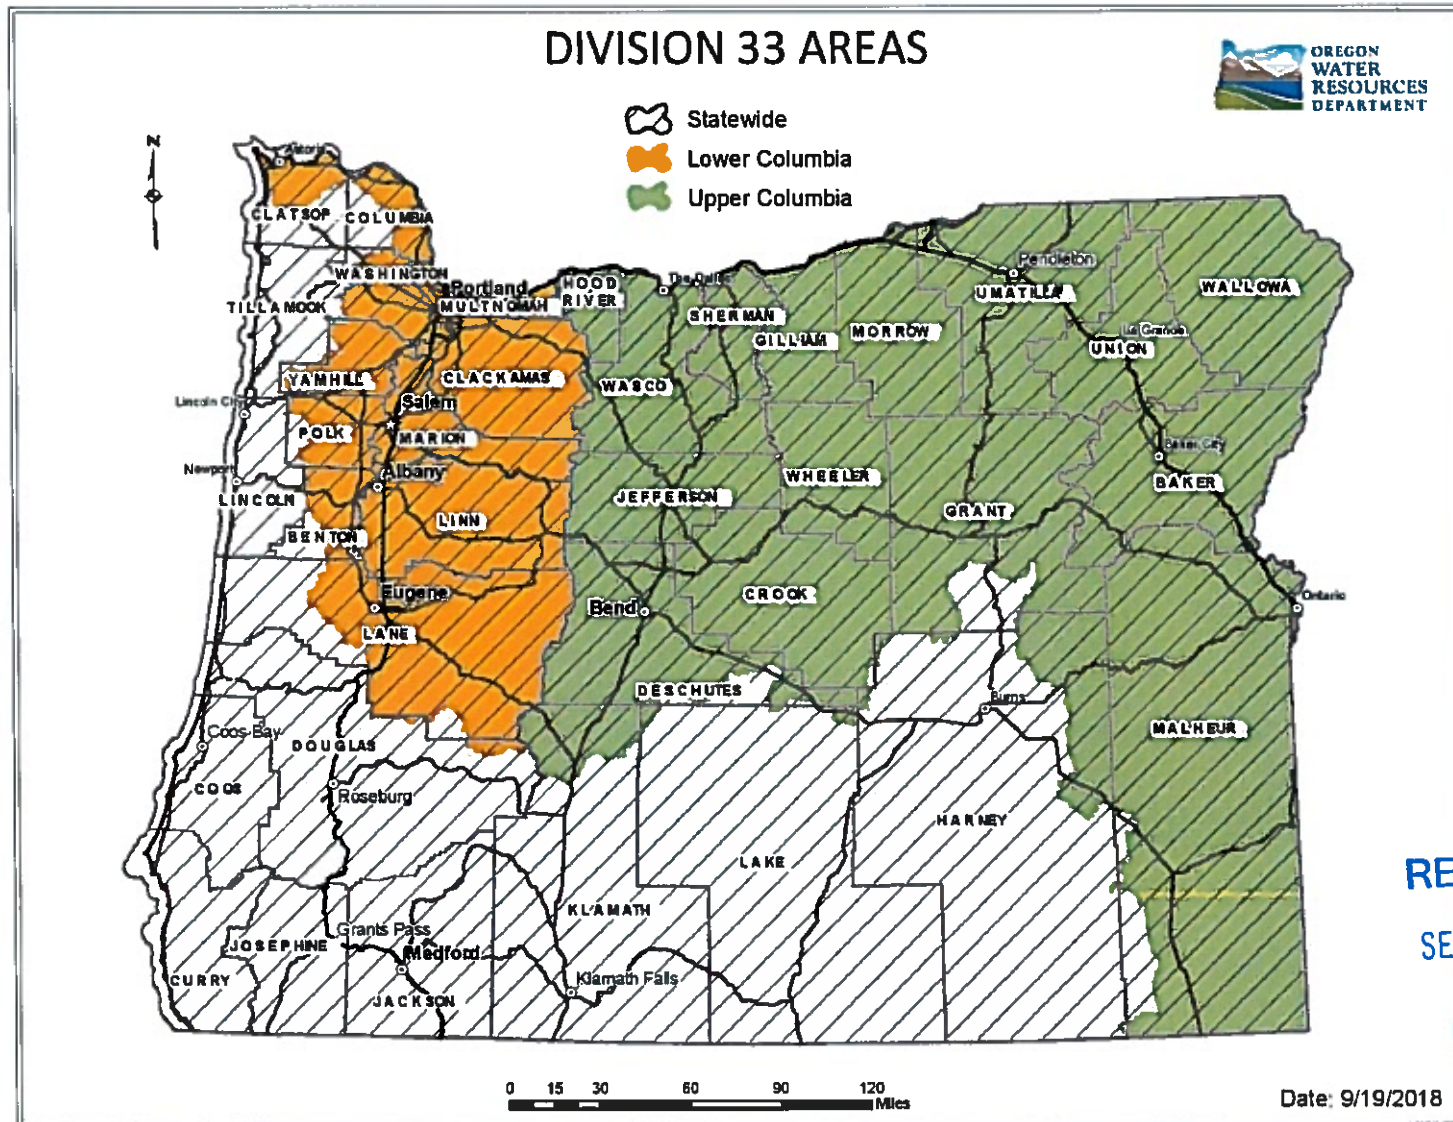 DIVISION 33 AREAS
OREGON
WATER
RESOURCES
DEPARTMENT
Statewide
Lower Columbia
Upper Columbia
N
Astoria
CLATSOP
COLUMBIA
WASHINGTON
Portland
MULTNOMAH
HOOD
RIVER
The Dalles
SHERMAN
GILLIAM
MORROW
Pendleton
UMATILLA
WALLOWA
La Grande
UNION
TILLAMOOK
YAMHILL
CLACKAMAS
WASCO
Lincoln City
Salem
POLK
MARION
Baker City
Newport
LINCOLN
Albany
JEFFERSON
WHEELER
BAKER
LINN
GRANT
BENTON
Eugene
Bend
CROOK
Ontario
LANE
DESCHUTES
Burns
MALHEUR
Coos Bay
DOUGLAS
COOS
Roseburg
HARNEY
LAKE
RE
KLAMATH
Grants Pass
JOSEPHINE
Medford
SE
CURRY
JACKSON
Klamath Falls
0 15 30 60 90 120
Miles
Date: 9/19/2018